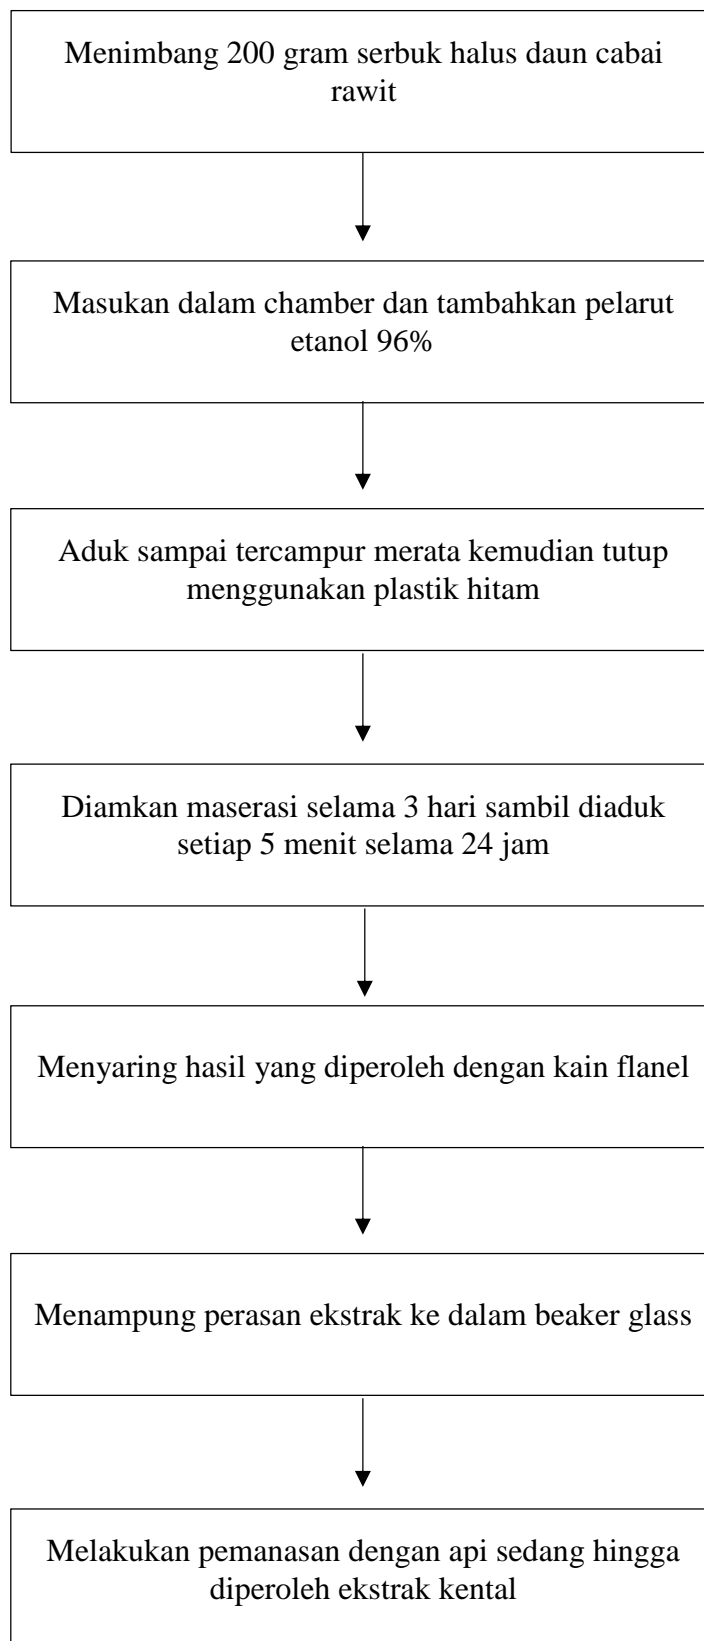 Menimbang 200 gram serbuk halus daun cabai
rawit
Masukan dalam chamber dan tambahkan pelarut
etanol 96%
Aduk sampai tercampur merata kemudian tutup
menggunakan plastik hitam
Diamkan maserasi selama 3 hari sambil diaduk
setiap 5 menit selama 24 jam
Menyaring hasil yang diperoleh dengan kain flanel
Menampung perasan ekstrak ke dalam beaker glass
Melakukan pemanasan dengan api sedang hingga
diperoleh ekstrak kental